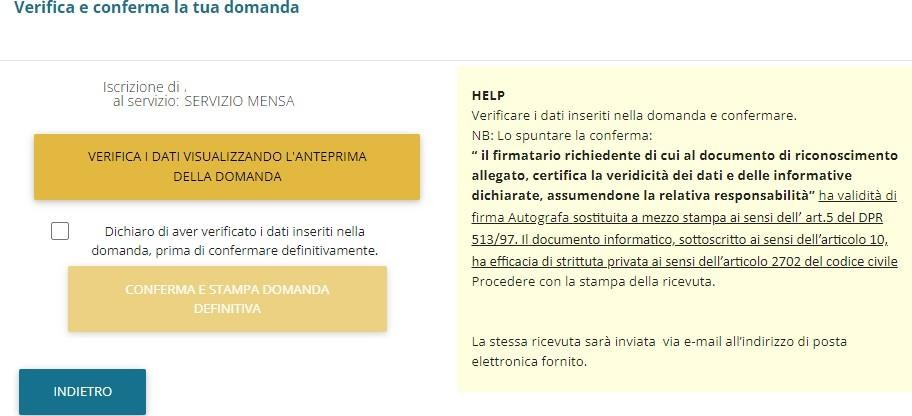 Verifica e conferma la tua domanda
Iscrizione di .
al servizio: SERVIZIO MENSA
VERIFICA I DATI VISUALIZZANDO L'ANTEPRIMA
DELLA DOMANDA
Dichiaro di aver verificato i dati inseriti nella
domanda, prima di confermare definitivamente.
CONFERMA E STAMPA DOMANDA
DEFINITIVA
INDIETRO
HELP
Verificare i dati inseriti nella domanda e confermare.
NB: Lo spuntare la conferma:
“ il firmatario richiedente di cui al documento di riconoscimento
allegato, certifica la veridicità dei dati e delle informative
dichiarate, assumendone la relativa responsabilità” ha validità di
firma Autografa sostituita a mezzo stampa ai sensi dell’ art.5 del DPR
513/97. Il documento informatico, sottoscritto ai sensi dell’articolo 10,
ha efficacia di strittuta privata ai sensi dell’articolo 2702 del codice civile
Procedere con la stampa della ricevuta.
La stessa ricevuta sarà inviata via e-mail all’indirizzo di posta
elettronica fornito.